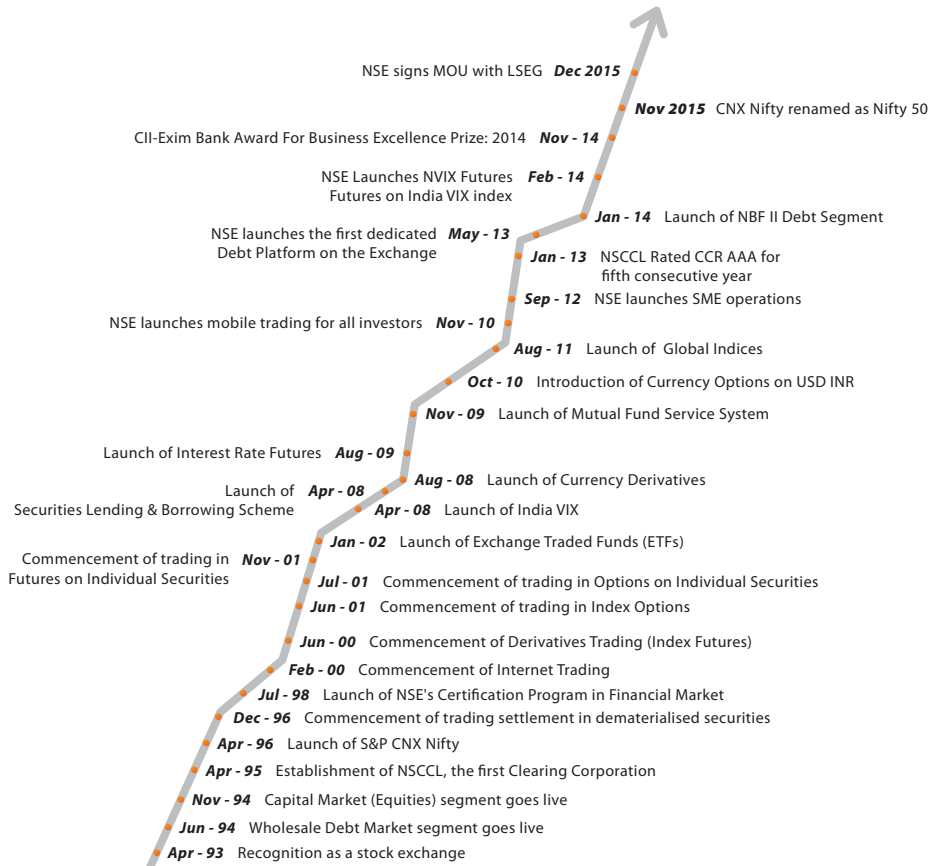 NSE signs MOU with LSEG Dec 2015
Nov 2015 CNX Nifty renamed as Nifty 50
CII-Exim Bank Award For Business Excellence Prize: 2014 Nov - 14
NSE Launches NVIX Futures Feb - 14
Futures on India VIX index
Jan - 14 Launch of NBF II Debt Segment
NSE launches the first dedicated May - 13
Debt Platform on the Exchange
Jan - 13 NSCCL Rated CCR AAA for
fifth consecutive year
Sep - 12 NSE launches SME operations
NSE launches mobile trading for all investors Nov - 10
Aug - 11 Launch of Global Indices
Oct - 10 Introduction of Currency Options on USD INR
Nov - 09 Launch of Mutual Fund Service System
Launch of Interest Rate Futures Aug - 09
Aug - 08 Launch of Currency Derivatives
Launch of Apr - 08
Securities Lending & Borrowing Scheme
Apr - 08 Launch of India VIX
Jan - 02 Launch of Exchange Traded Funds (ETFs)
Commencement of trading in Nov - 01
Futures on Individual Securities
Jul - 01 Commencement of trading in Options on Individual Securities
Jun - 01 Commencement of trading in Index Options
Jun - 00 Commencement of Derivatives Trading (Index Futures)
Feb - 00 Commencement of Internet Trading
Jul - 98 Launch of NSE's Certification Program in Financial Market
Dec - 96 Commencement of trading settlement in dematerialised securities
Apr - 96 Launch of S&P CNX Nifty
Apr - 95 Establishment of NSCCL, the first Clearing Corporation
Nov - 94 Capital Market (Equities) segment goes live
Jun - 94 Wholesale Debt Market segment goes live
Apr - 93 Recognition as a stock exchange